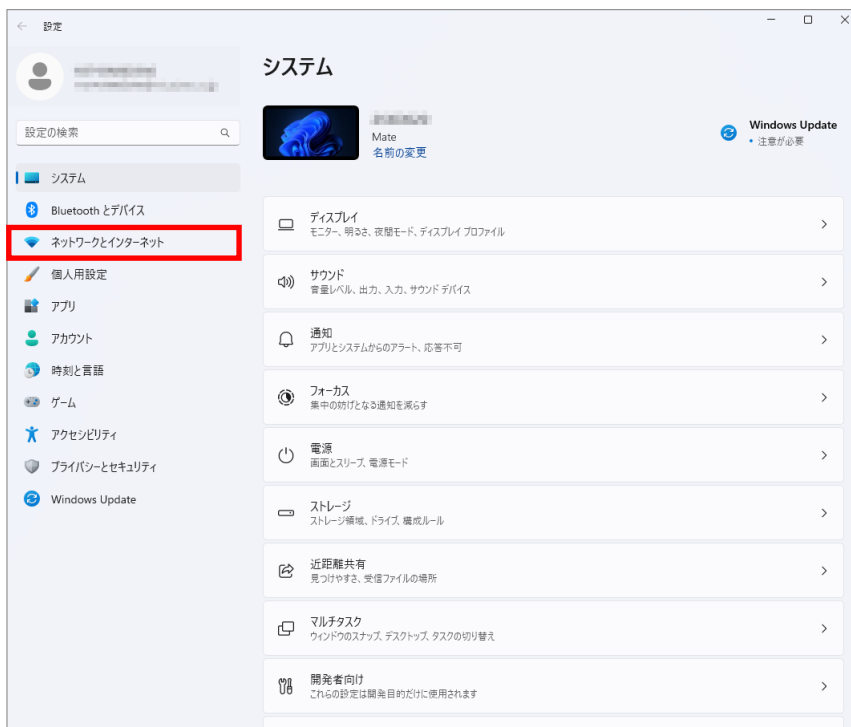 設定
設定の検索
システム
Bluetooth とデバイス
ネットワークとインターネット
個人用設定
アプリ
アカウント
時刻と言語
ゲーム
アクセシビリティ
プライバシーとセキュリティ
Windows Update
システム
Mate
名前の変更
Windows Update
• 注意が必要
ディスプレイ
モニター、明るさ、夜間モード、ディスプレイ プロファイル
サウンド
音量レベル、出力、入力、サウンド デバイス
通知
アプリとシステムからのアラート、応答不可
フォーカス
集中の妨げとなる通知を減らす
電源
画面とスリープ、電源モード
ストレージ
ストレージ領域、ドライブ、構成ルール
近距離共有
見つけやすさ、受信ファイルの場所
マルチタスク
ウィンドウのスナップ、デスクトップ、タスクの切り替え
開発者向け
これらの設定は開発目的だけに使用されます